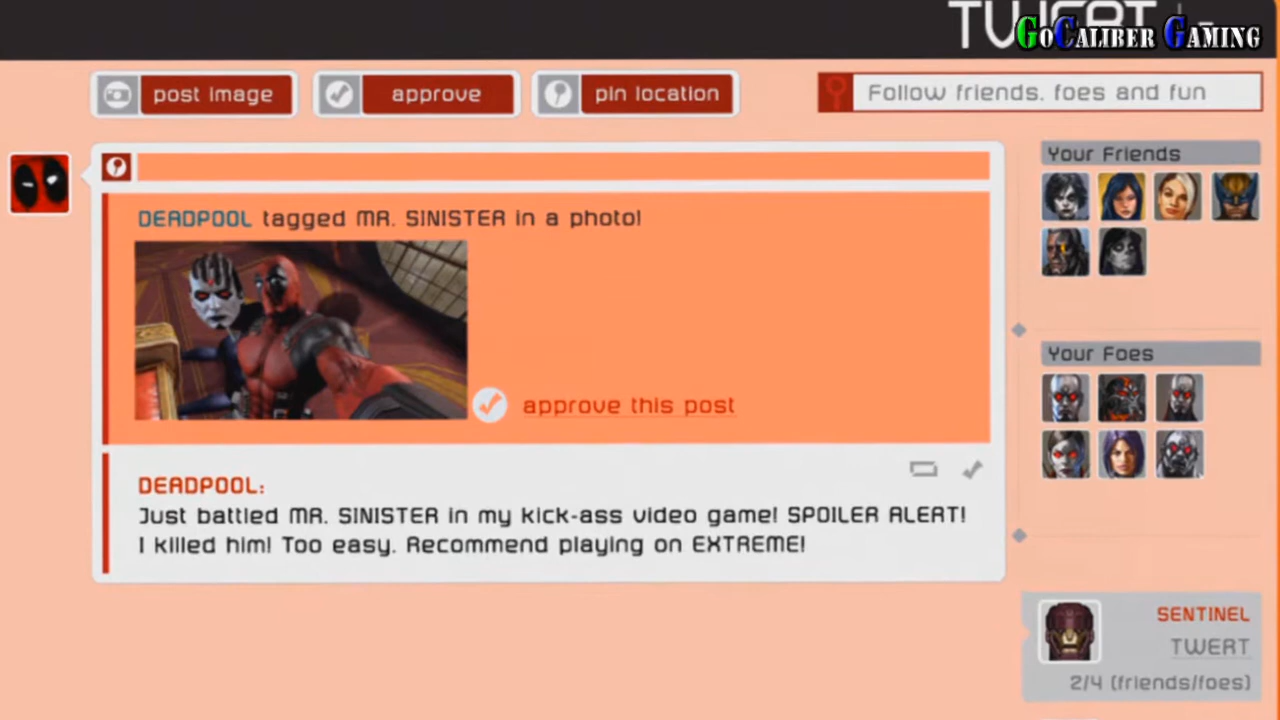 TWERT
GoCaliber Gaming
post image
approve
pin location
Follow friends, foes and fun
Your Friends
DEADPOOL tagged MR. SINISTER in a photo!
Your Foes
approve this post
DEADPOOL:
Just battled MR. SINISTER in my kick-ass video game! SPOILER ALERT!
I killed him! Too easy. Recommend playing on EXTREME!
SENTINEL
TWERT
2/4 (friends/foes)